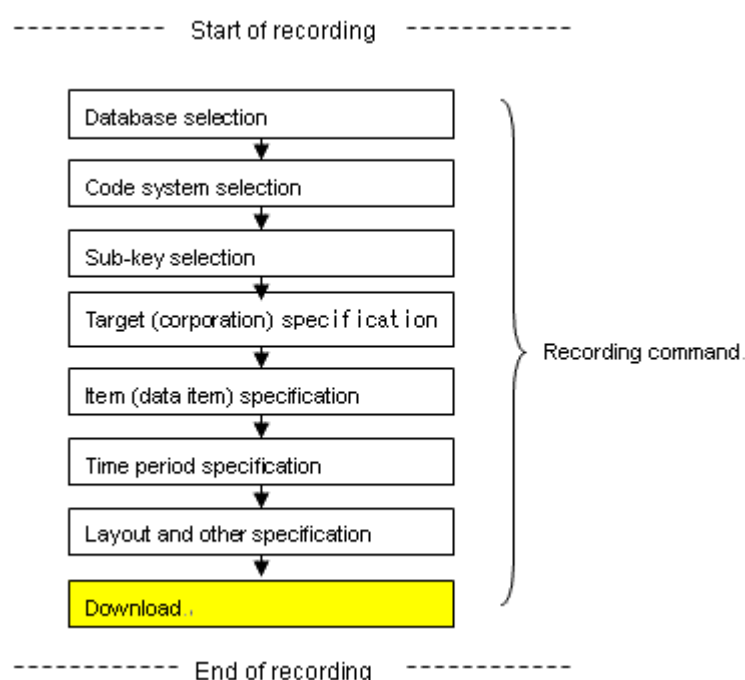 Start of recording
Database selection
Code system selection
Sub-key selection
Target (corporation) specification
Item (data item) specification
Recording command.
Time period specification
Layout and other specification
Download.
End of recording